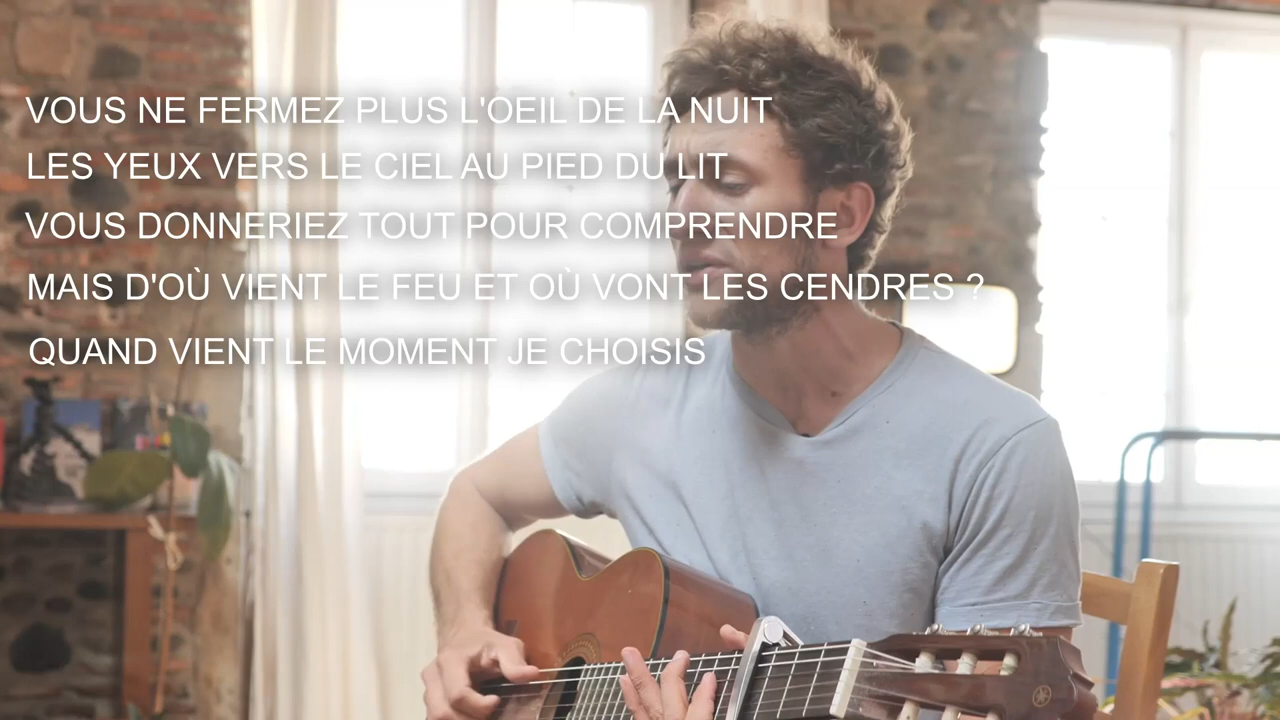 VOUS NE FERMEZ PLUS L'OEIL DE LA NUIT
LES YEUX VERS LE CIEL AU PIED DU LIT
VOUS DONNERIEZ TOUT POUR COMPRENDRE
MAIS D'OÙ VIENT LE FEU ET OÙ VONT LES CENDRES ?
QUAND VIENT LE MOMENT JE CHOISIS